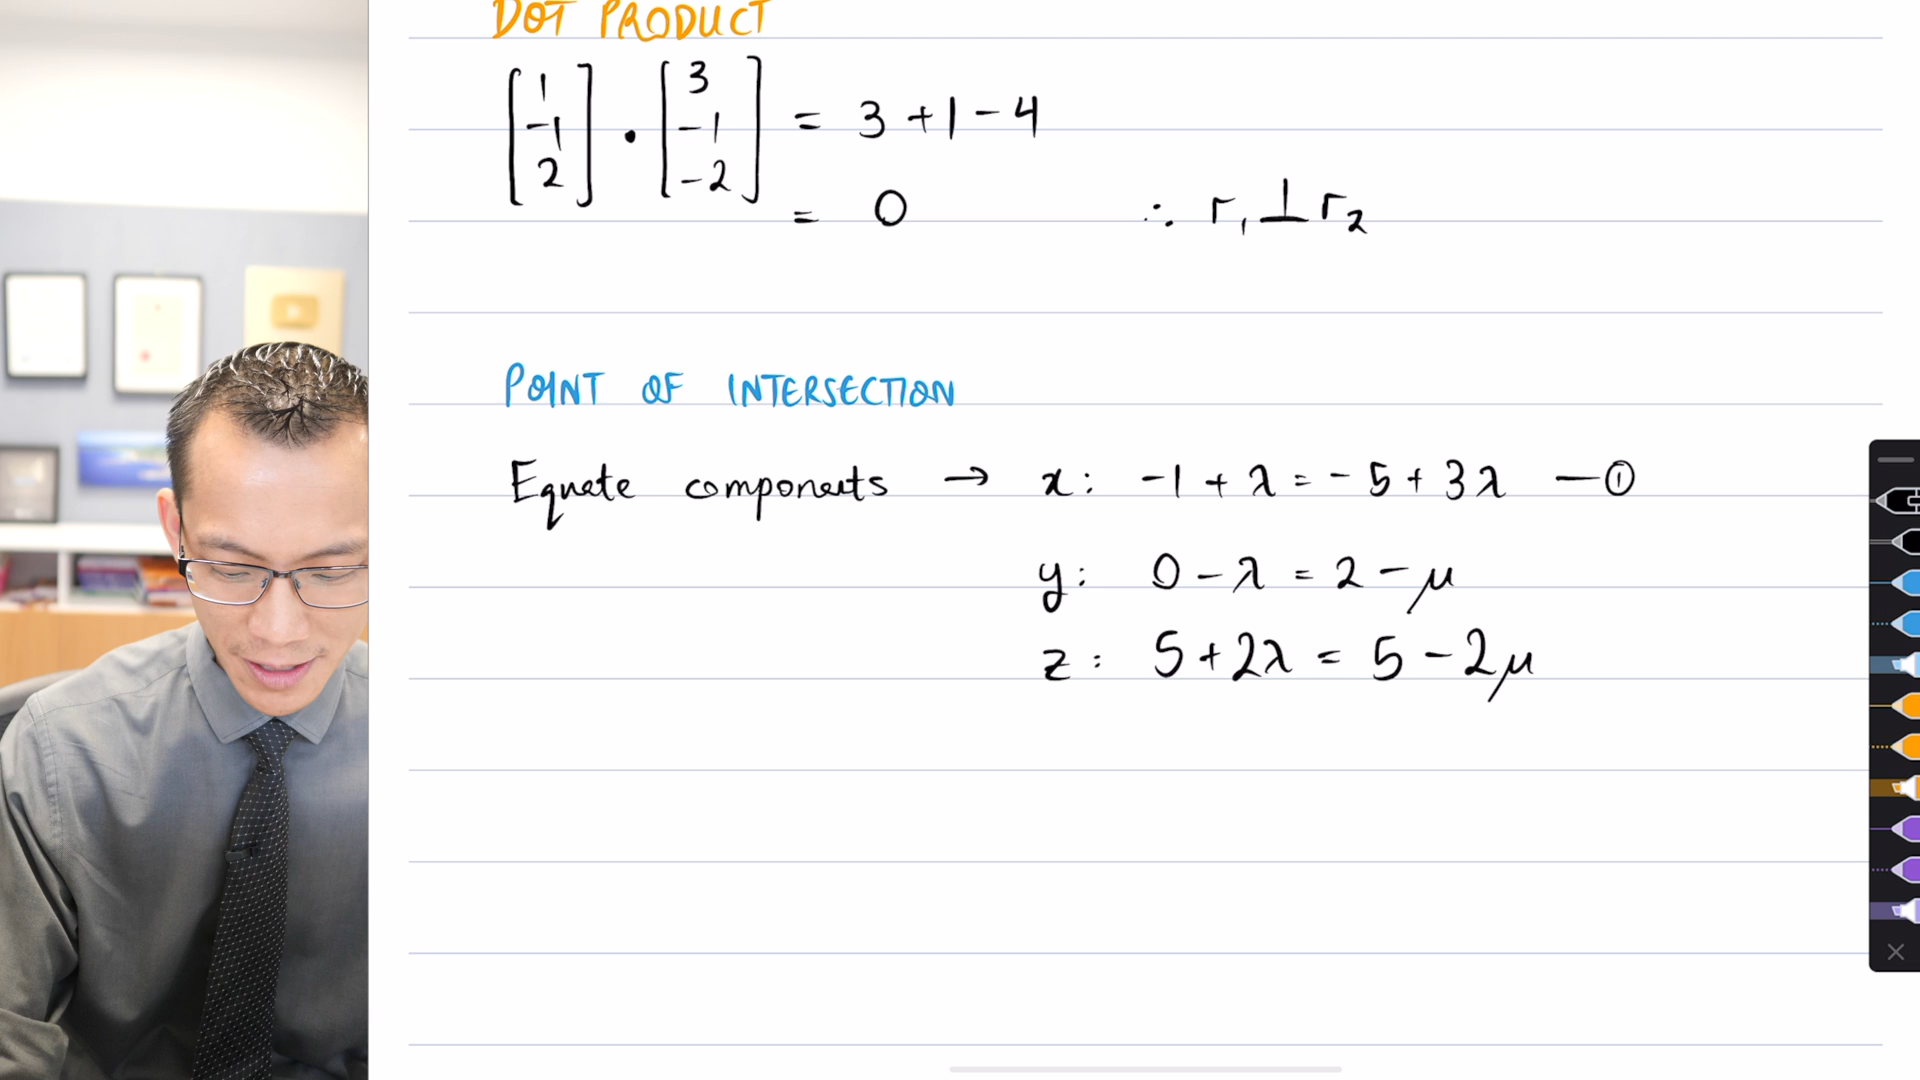 DOT PRODUCT
[1 -1 2] · [3 -1 -2] = 3 + 1 - 4
= 0 ∴ r₁ ⊥ r₂
POINT OF INTERSECTION
Equate components → x: -1 + λ = -5 + 3λ —①
y: 0 - λ = 2 - μ
z: 5 + 2λ = 5 - 2μ